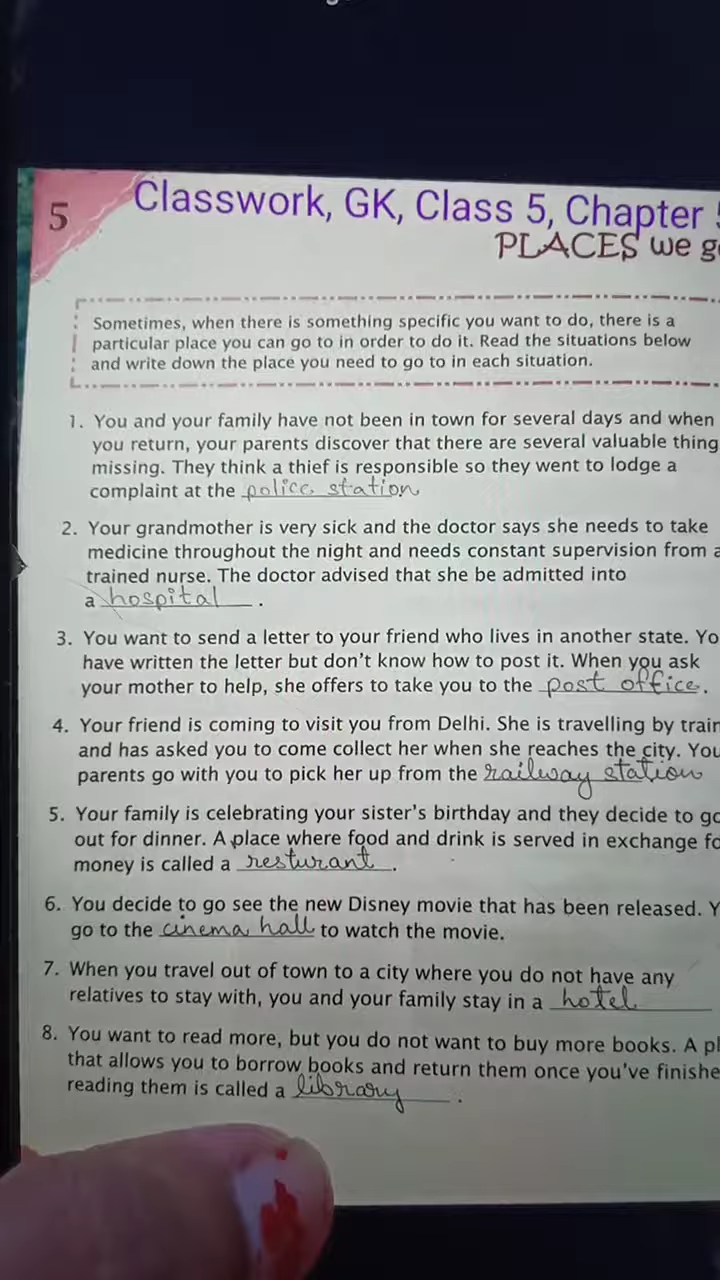 5
Classwork, GK, Class 5, Chapter
PLACES we
Sometimes, when there is something specific you want to do, there is a
particular place you can go to in order to do it. Read the situations below
and write down the place you need to go to in each situation.
1. You and your family have not been in town for several days and when
you return, your parents discover that there are several valuable thing
missing. They think a thief is responsible so they went to lodge a
complaint at the police station
2. Your grandmother is very sick and the doctor says she needs to take
medicine throughout the night and needs constant supervision from a
trained nurse. The doctor advised that she be admitted into
a hospital.
3. You want to send a letter to your friend who lives in another state. Yo
have written the letter but don't know how to post it. When you ask
your mother to help, she offers to take you to the post office.
4. Your friend is coming to visit you from Delhi. She is travelling by train
and has asked you to come collect her when she reaches the city. You
parents go with you to pick her up from the railway station
5. Your family is celebrating your sister's birthday and they decide to go
out for dinner. A place where food and drink is served in exchange fo
money is called a resturant.
6. You decide to go see the new Disney movie that has been released. Y
go to the cinema hall to watch the movie.
7. When you travel out of town to a city where you do not have any
relatives to stay with, you and your family stay in a hotel
8. You want to read more, but you do not want to buy more books. A pl
that allows you to borrow books and return them once you've finishe
reading them is called a library.